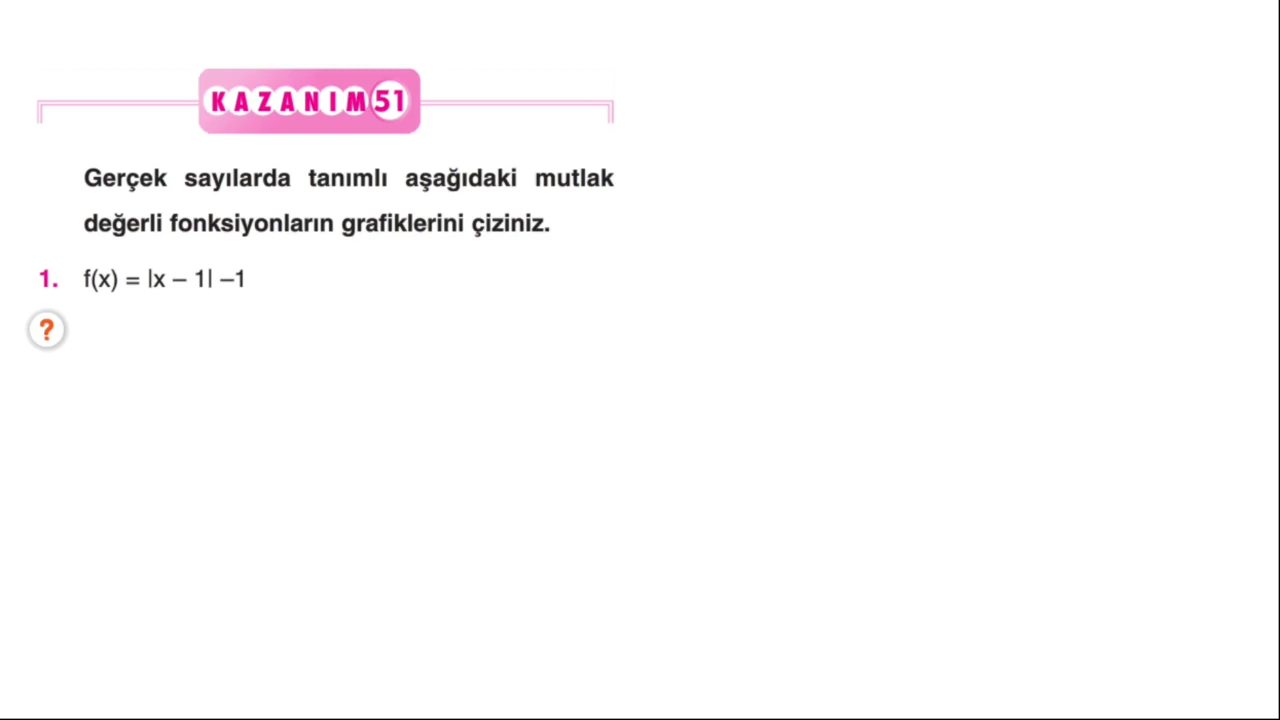 KAZANIM 51
Gerçek sayılarda tanımlı aşağıdaki mutlak
değerli fonksiyonların grafiklerini çiziniz.
1. f(x) = |x – 1| –1
?